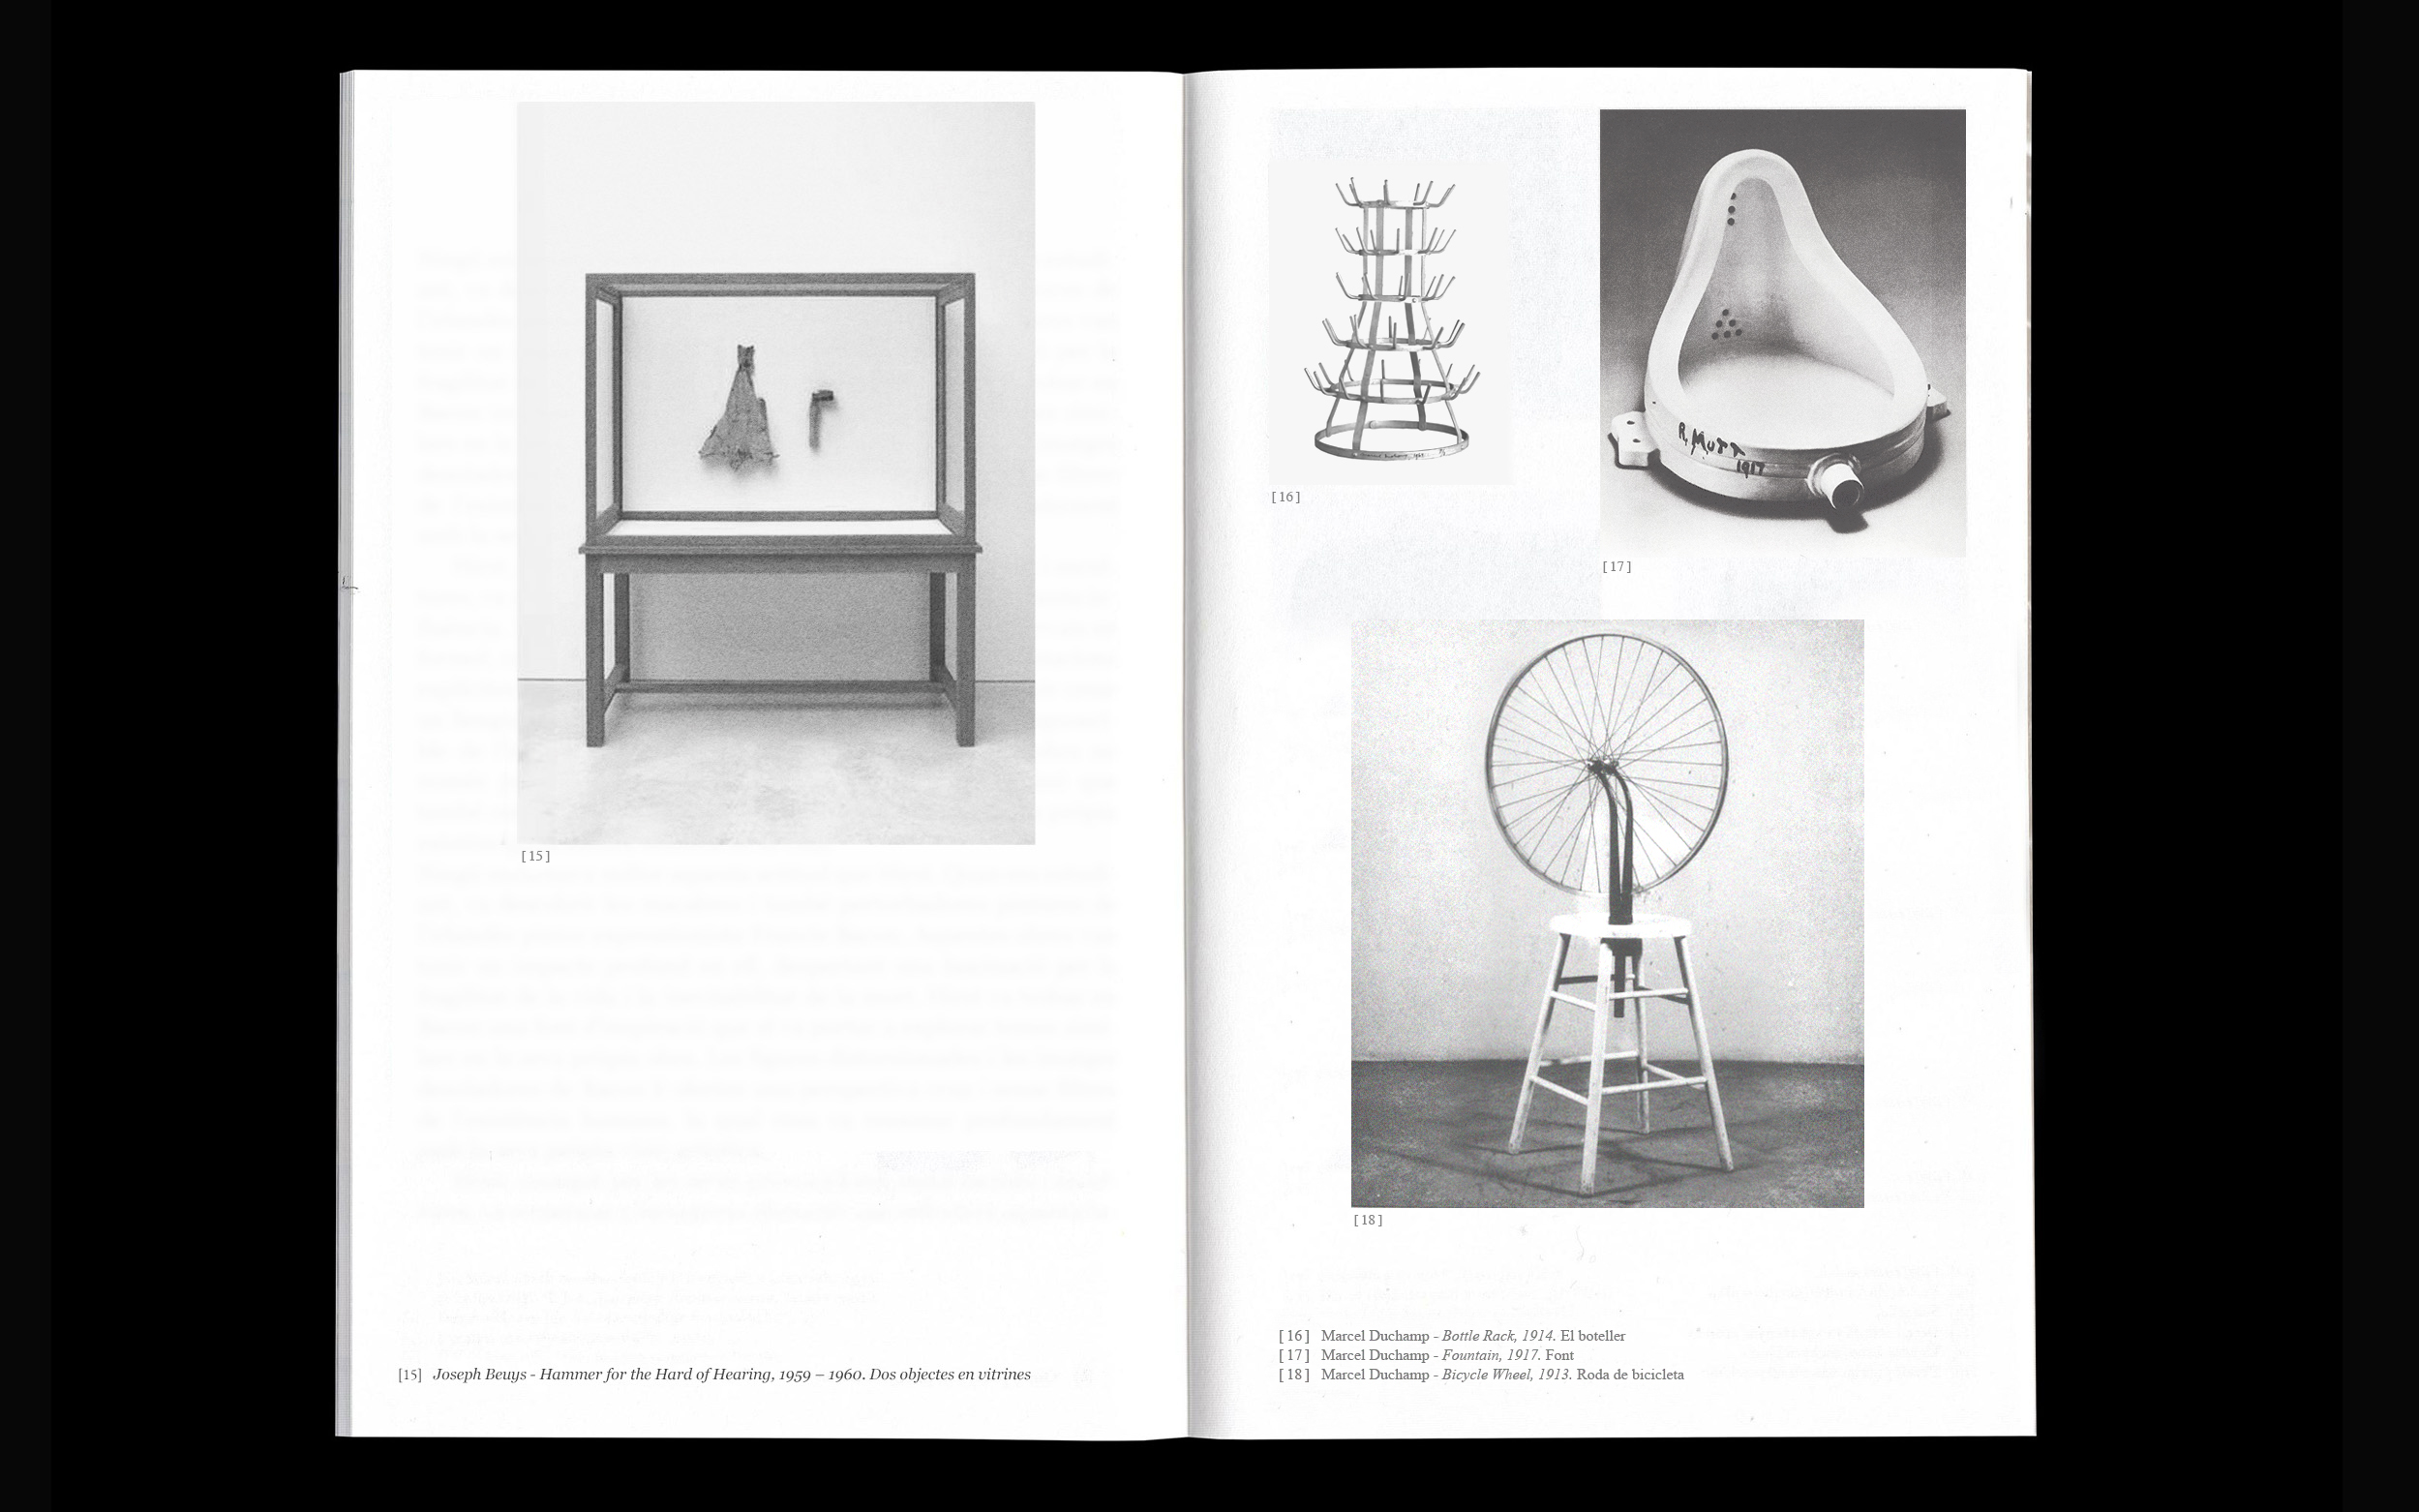 [15]
[15] Joseph Beuys - Hammer for the Hard of Hearing, 1959 – 1960. Dos objectes en vitrines
[16]
R. MUTT
1917
[17]
[18]
[16] Marcel Duchamp - Bottle Rack, 1914. El boteller
[17] Marcel Duchamp - Fountain, 1917. Font
[18] Marcel Duchamp - Bicycle Wheel, 1913. Roda de bicicleta